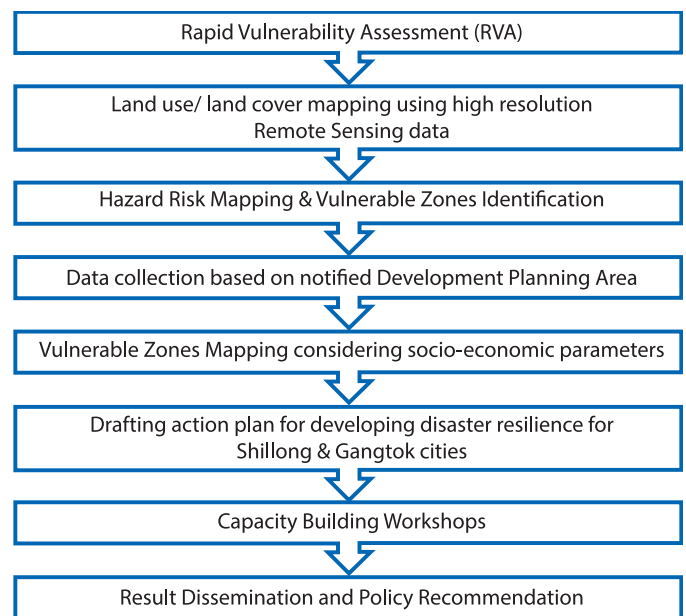 Rapid Vulnerability Assessment (RVA)
Land use/ land cover mapping using high resolution
Remote Sensing data
Hazard Risk Mapping & Vulnerable Zones Identification
Data collection based on notified Development Planning Area
Vulnerable Zones Mapping considering socio-economic parameters
Drafting action plan for developing disaster resilience for
Shillong & Gangtok cities
Capacity Building Workshops
Result Dissemination and Policy Recommendation